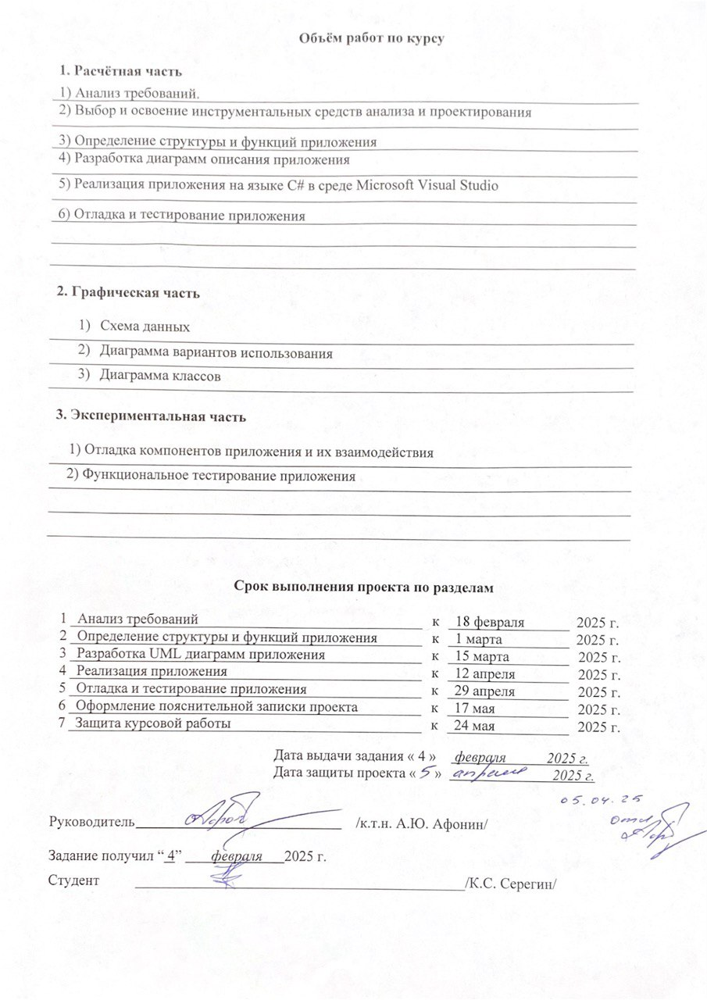 Объём работ по курсу
1. Расчётная часть
1) Анализ требований.
2) Выбор и освоение инструментальных средств анализа и проектирования
3) Определение структуры и функций приложения
4) Разработка диаграмм описания приложения
5) Реализация приложения на языке C# в среде Microsoft Visual Studio
6) Отладка и тестирование приложения
2. Графическая часть
1) Схема данных
2) Диаграмма вариантов использования
3) Диаграмма классов
3. Экспериментальная часть
1) Отладка компонентов приложения и их взаимодействия
2) Функциональное тестирование приложения
Срок выполнения проекта по разделам
1 Анализ требований к 18 февраля 2025 г.
2 Определение структуры и функций приложения к 1 марта 2025 г.
3 Разработка UML диаграмм приложения к 15 марта 2025 г.
4 Реализация приложения к 12 апреля 2025 г.
5 Отладка и тестирование приложения к 29 апреля 2025 г.
6 Оформление пояснительной записки проекта к 17 мая 2025 г.
7 Защита курсовой работы к 24 мая 2025 г.
Дата выдачи задания « 4 » февраля 2025 г.
Дата защиты проекта « 5 » апреля 2025 г.
05.04.25
Руководитель /к.т.н. А.Ю. Афонин/
Задание получил “ 4” февраля 2025 г.
Студент /К.С. Серегин/